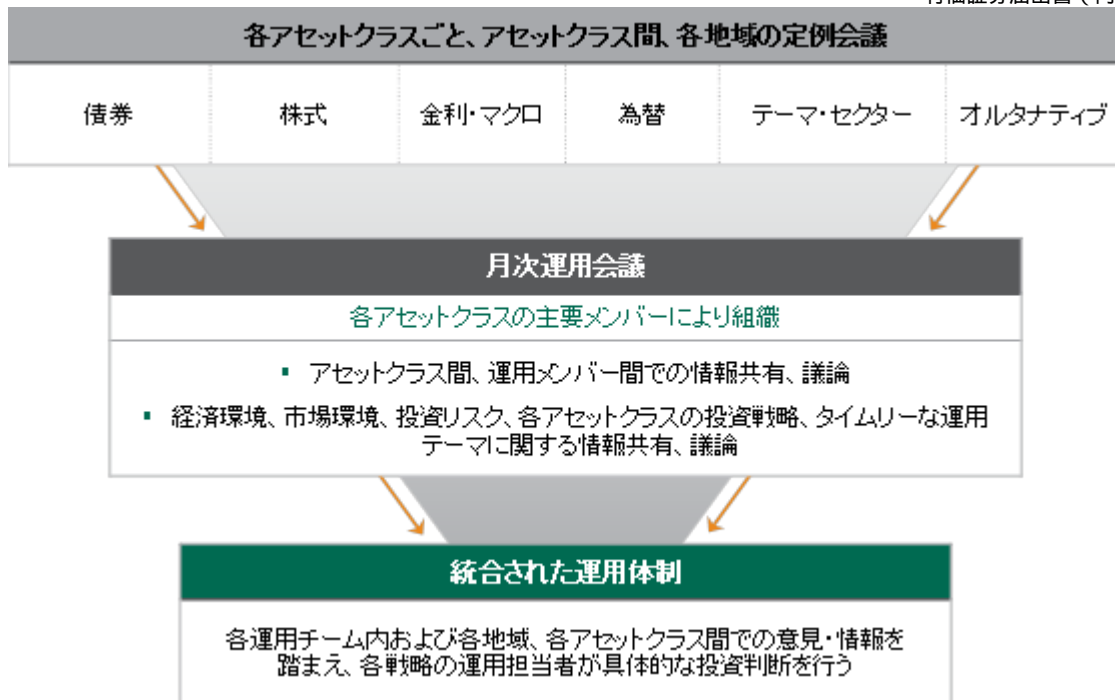 各アセットクラスごと、アセットクラス間、各地域の定例会議
債券 株式 金利・マクロ 為替 テーマ・セクター オルタナティブ
月次運用会議
各アセットクラスの主要メンバーにより組織
▪ アセットクラス間、運用メンバー間での情報共有、議論
▪ 経済環境、市場環境、投資リスク、各アセットクラスの投資戦略、タイムリーな運用
テーマに関する情報共有、議論
統合された運用体制
各運用チーム内および各地域、各アセットクラス間での意見・情報を
踏まえ、各戦略の運用担当者が具体的な投資判断を行う